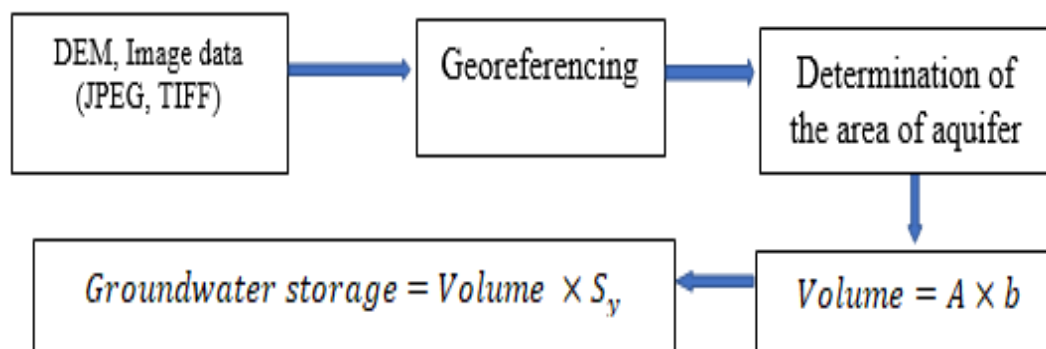 DEM, Image data
(JPEG, TIFF)
Georeferencing
Determination of
the area of aquifer
Volume = A × b
Groundwater storage = Volume × S_y